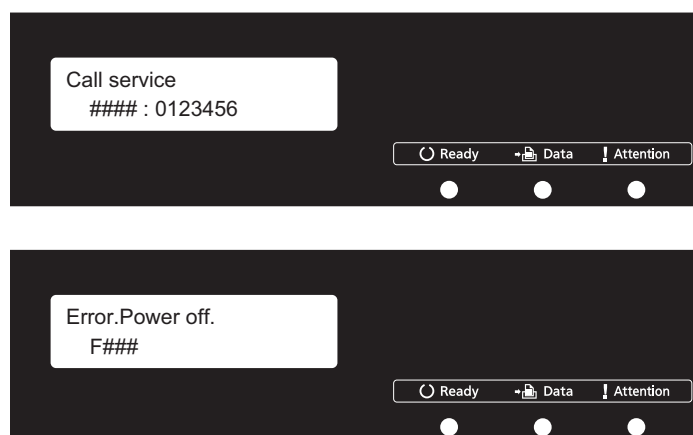 Call service
#### : 0123456
Ready Data ! Attention
Error.Power off.
F###
Ready Data ! Attention